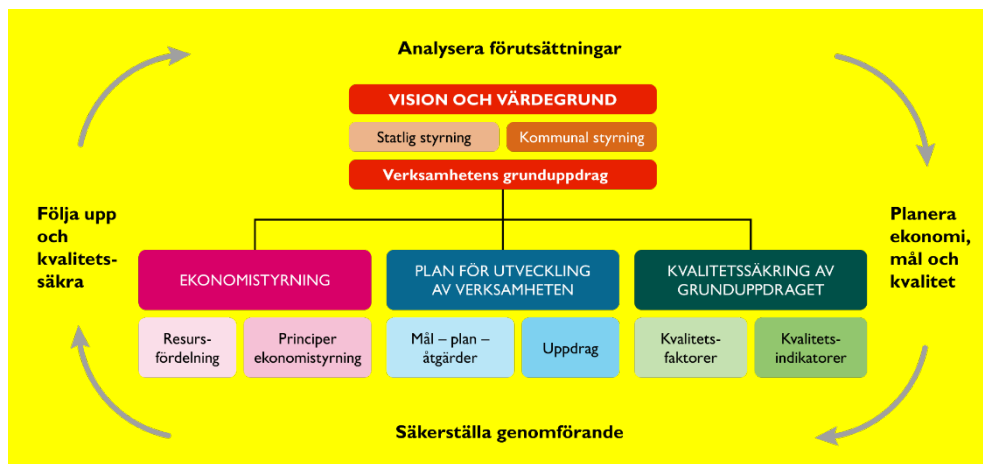 Analysera förutsättningar
VISION OCH VÄRDEGRUND
Statlig styrning
Kommunal styrning
Verksamhetens grunduppdrag
Följa upp
och
kvalitets-
säkra
Planera
ekonomi,
mål och
kvalitet
EKONOMISTYRNING
PLAN FÖR UTVECKLING
AV VERKSAMHETEN
KVALITETSSÄKRING AV
GRUNDUPPDRAGET
Resurs-
fördelning
Principer
ekonomistyrning
Mål – plan –
åtgärder
Uppdrag
Kvalitets-
faktorer
Kvalitets-
indikatorer
Säkerställa genomförande